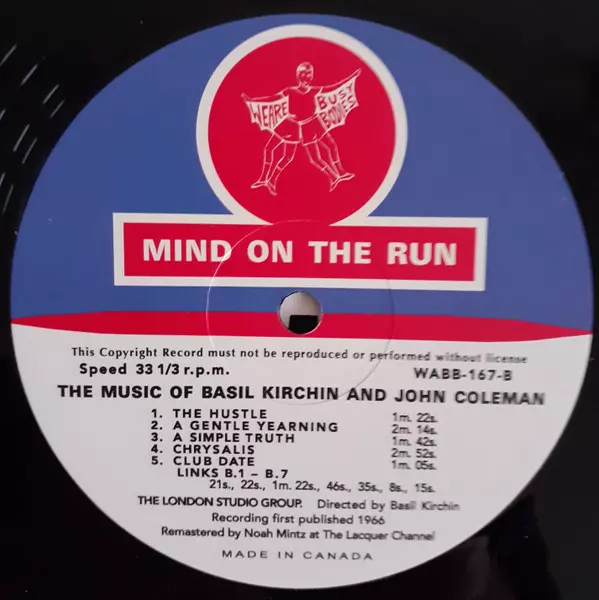 WE ARE BUSY
BODIES
MIND ON THE RUN
This Copyright Record must not be reproduced or performed without license
Speed 33 1/3 r.p.m. WABB-167-B
THE MUSIC OF BASIL KIRCHIN AND JOHN COLEMAN
1. THE HUSTLE 1m. 22s.
2. A GENTLE YEARNING 2m. 14s.
3. A SIMPLE TRUTH 1m. 42s.
4. CHRYSALIS 2m. 52s.
5. CLUB DATE 1m. 05s.
LINKS B.1 – B.7
21s., 22s., 1m. 22s., 46s., 35s., 8s., 15s.
THE LONDON STUDIO GROUP. Directed by Basil Kirchin
Recording first published 1966
Remastered by Noah Mintz at The Lacquer Channel
MADE IN CANADA